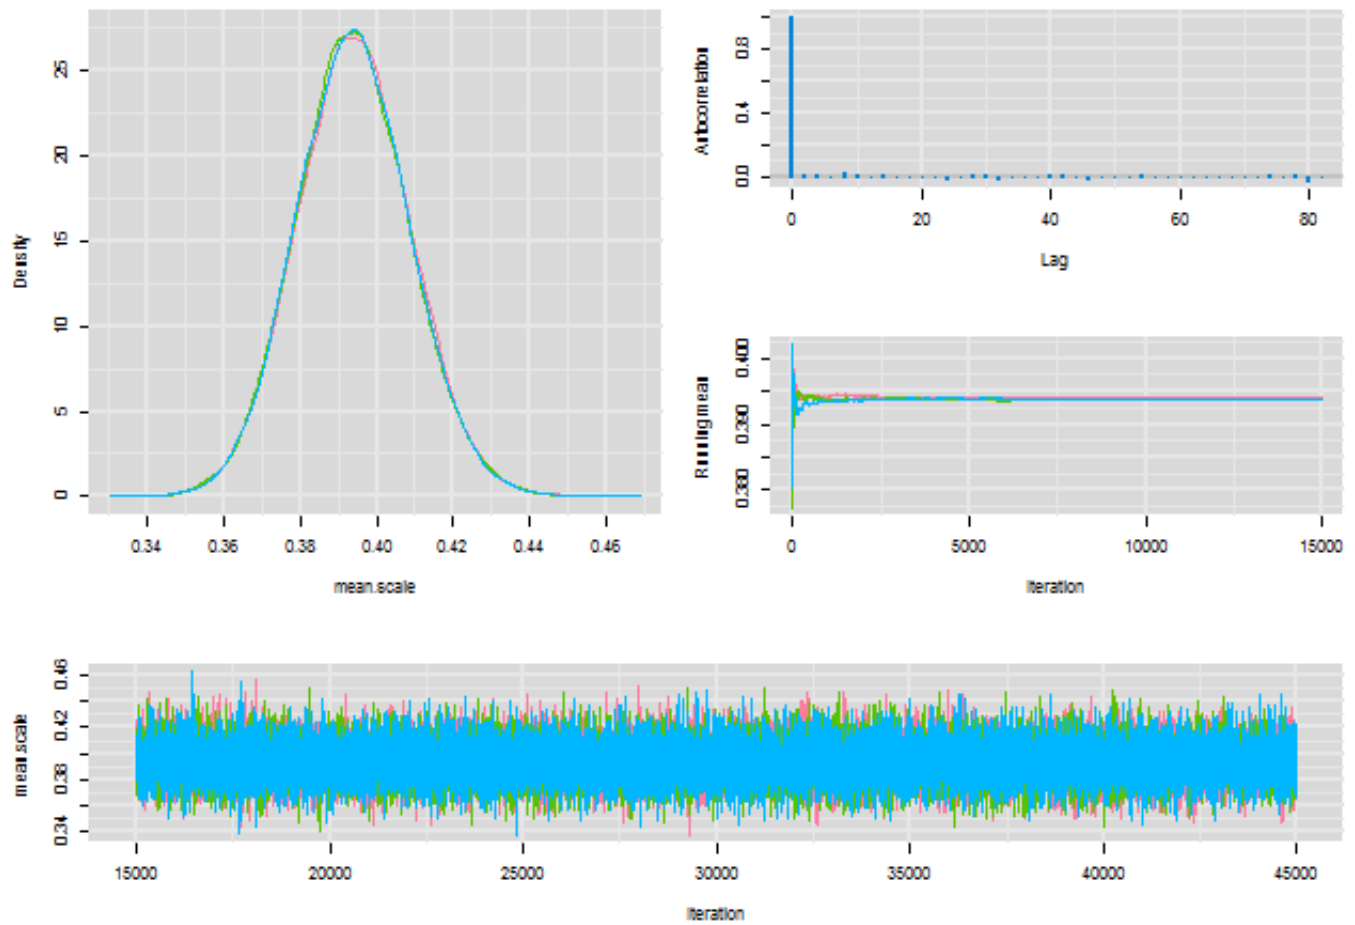 Density
25
20
15
10
5
0
0.34 0.36 0.38 0.40 0.42 0.44 0.46
mean.scale
Autocorrelation
0.8
0.4
0.0
0 20 40 60 80
Lag
Running mean
0.400
0.390
0.380
0 5000 10000 15000
Iteration
mean.scale
0.46
0.42
0.38
0.34
15000 20000 25000 30000 35000 40000 45000
Iteration